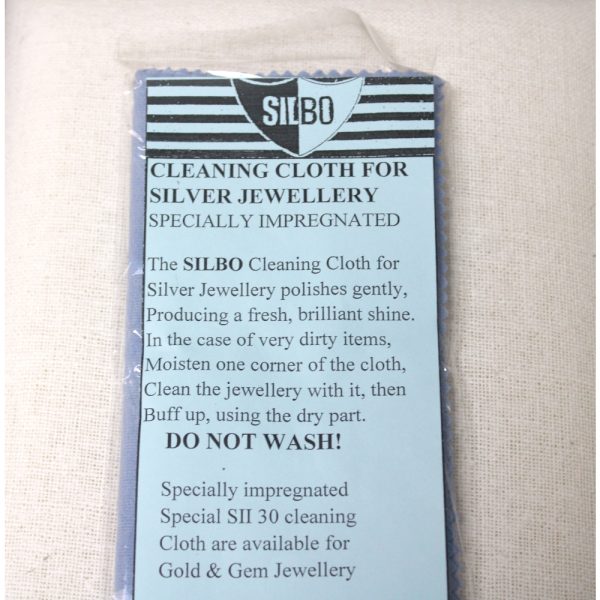 SILBO
CLEANING CLOTH FOR
SILVER JEWELLERY
SPECIALLY IMPREGNATED
The SILBO Cleaning Cloth for
Silver Jewellery polishes gently,
Producing a fresh, brilliant shine.
In the case of very dirty items,
Moisten one corner of the cloth,
Clean the jewellery with it, then
Buff up, using the dry part.
DO NOT WASH!
Specially impregnated
Special SII 30 cleaning
Cloth are available for
Gold & Gem Jewellery